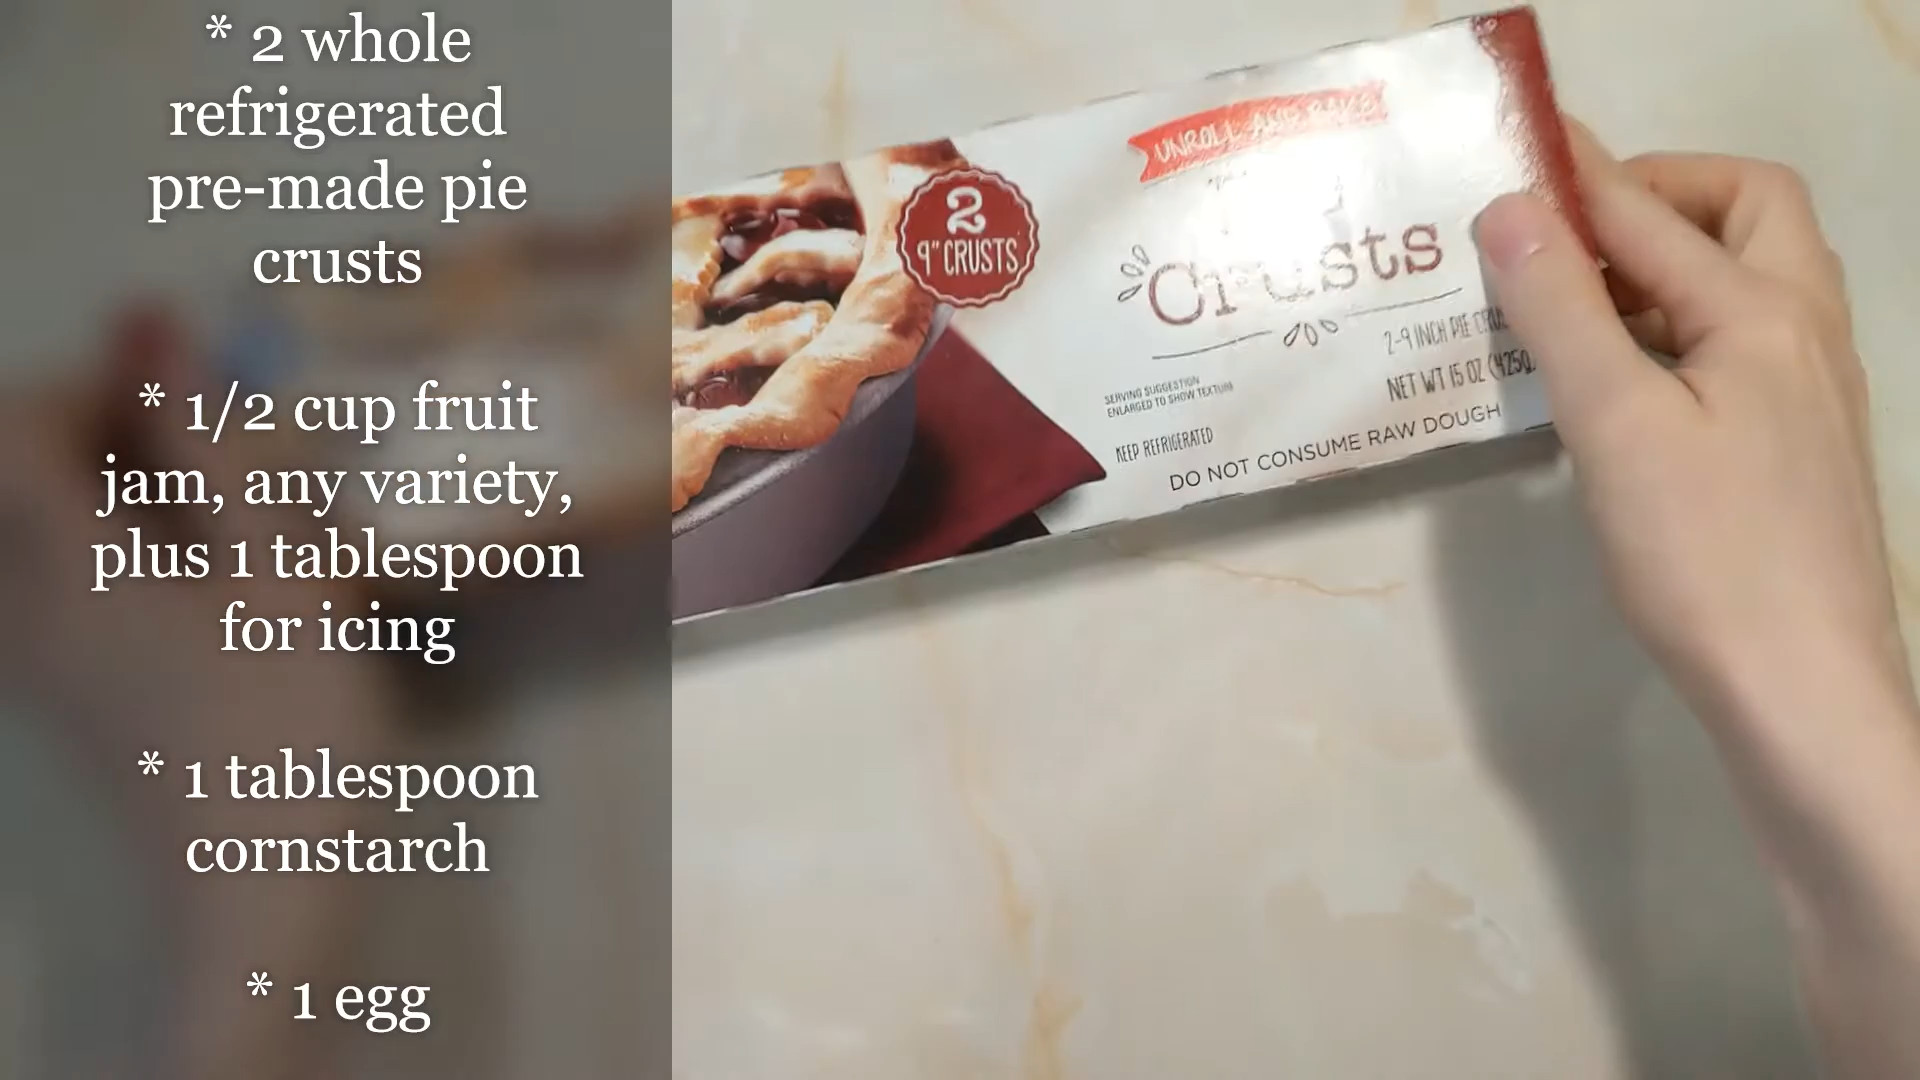 * 2 whole
refrigerated
pre-made pie
crusts
* 1/2 cup fruit
jam, any variety,
plus 1 tablespoon
for icing
* 1 tablespoon
cornstarch
* 1 egg
UNROLL AND BAKE
2
9" CRUSTS
Crusts
2-9 INCH PIE
NET WT 15 OZ (425g
SERVING SUGGESTION
ENLARGED TO SHOW TEXTURE
KEEP REFRIGERATED
DO NOT CONSUME RAW DOUGH